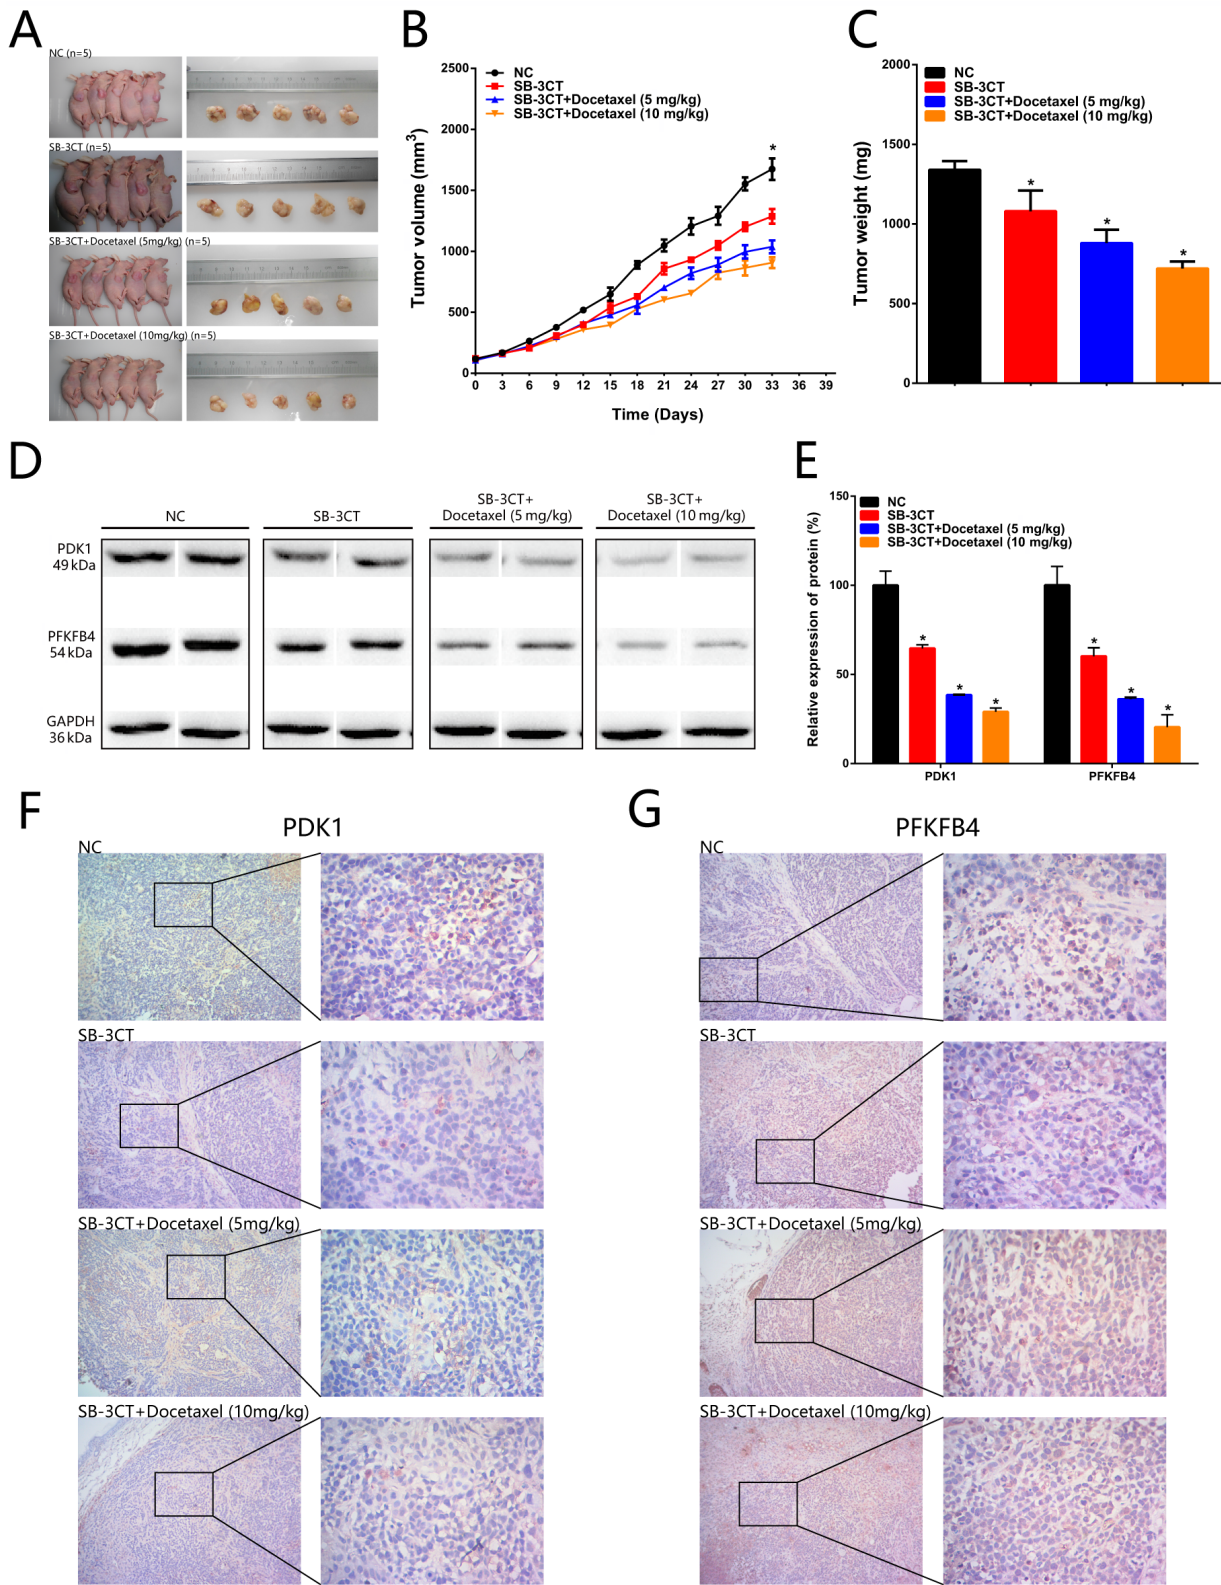 A
NC (n=5)
SB-3CT (n=5)
SB-3CT+Docetaxel (5mg/kg) (n=5)
SB-3CT+Docetaxel (10mg/kg) (n=5)
B
2500
2000
1500
1000
500
0
Tumor volume (mm³)
NC
SB-3CT
SB-3CT+Docetaxel (5 mg/kg)
SB-3CT+Docetaxel (10 mg/kg)
*
0 3 6 9 12 15 18 21 24 27 30 33 36 39
Time (Days)
C
2000
1500
1000
500
0
Tumor weight (mg)
NC
SB-3CT
SB-3CT+Docetaxel (5 mg/kg)
SB-3CT+Docetaxel (10 mg/kg)
* * *
D
NC
SB-3CT
SB-3CT+
Docetaxel (5 mg/kg)
SB-3CT+
Docetaxel (10 mg/kg)
PDK1
49 kDa
PFKFB4
54 kDa
GAPDH
36 kDa
E
150
100
50
0
Relative expression of protein (%)
NC
SB-3CT
SB-3CT+Docetaxel (5 mg/kg)
SB-3CT+Docetaxel (10 mg/kg)
* * * * * *
PDK1 PFKFB4
F
PDK1
NC
SB-3CT
SB-3CT+Docetaxel (5mg/kg)
SB-3CT+Docetaxel (10mg/kg)
G
PFKFB4
NC
SB-3CT
SB-3CT+Docetaxel (5mg/kg)
SB-3CT+Docetaxel (10mg/kg)